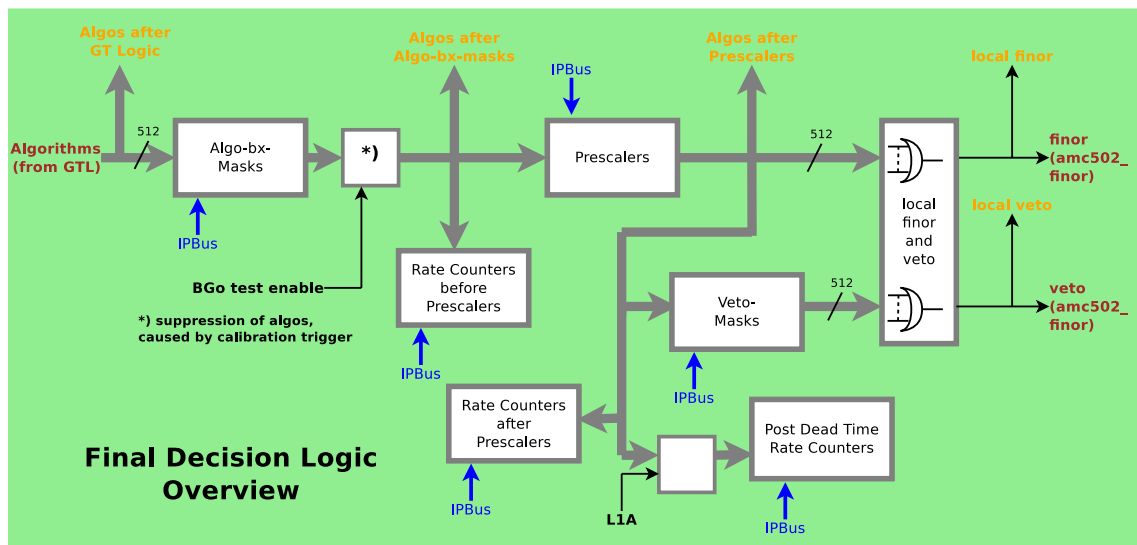 Algos after
GT Logic
Algos after
Algo-bx-masks
Algos after
Prescalers
local finor
IPBus
512
512
Algorithms
(from GTL)
Algo-bx-
Masks
*)
Prescalers
finor
(amc502_
finor)
local
finor
and
veto
local veto
IPBus
Rate Counters
before
Prescalers
BGo test enable
Veto-
Masks
512
veto
(amc502_
finor)
*) suppression of algos,
caused by calibration trigger
IPBus
IPBus
Rate Counters
after
Prescalers
Post Dead Time
Rate Counters
Final Decision Logic
Overview
IPBus
L1A
IPBus